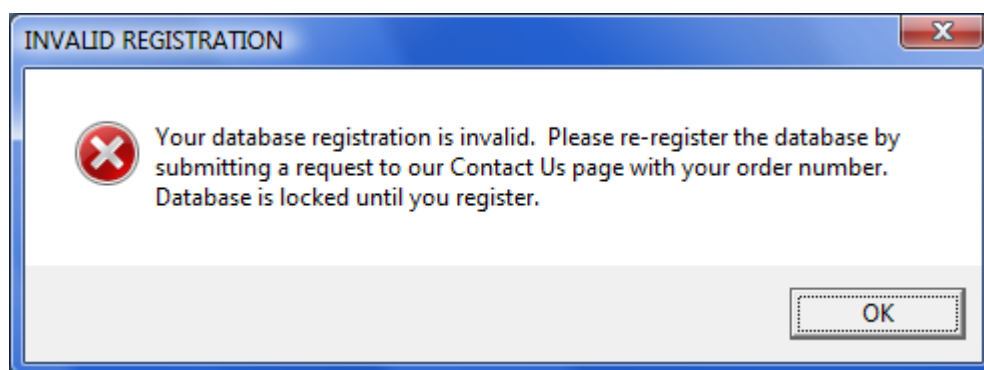 INVALID REGISTRATION
Your database registration is invalid.  Please re-register the database by
submitting a request to our Contact Us page with your order number.
Database is locked until you register.
OK